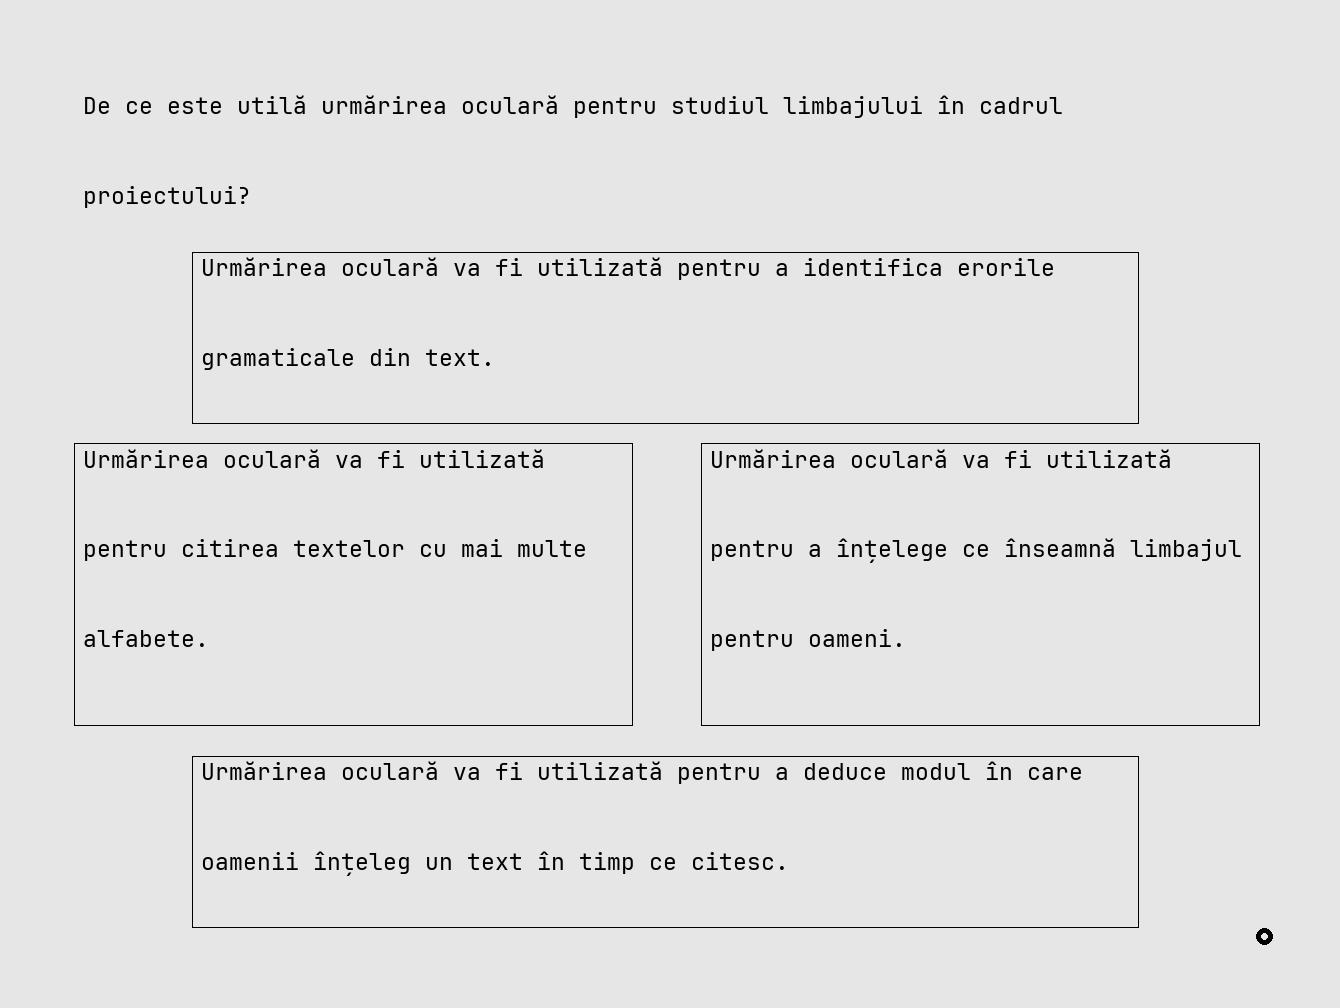 De ce este utilă urmărirea oculară pentru studiul limbajului în cadrul
proiectului?
Urmărirea oculară va fi utilizată pentru a identifica erorile
gramaticale din text.
Urmărirea oculară va fi utilizată
pentru citirea textelor cu mai multe
alfabete.
Urmărirea oculară va fi utilizată
pentru a înțelege ce înseamnă limbajul
pentru oameni.
Urmărirea oculară va fi utilizată pentru a deduce modul în care
oamenii înțeleg un text în timp ce citesc.